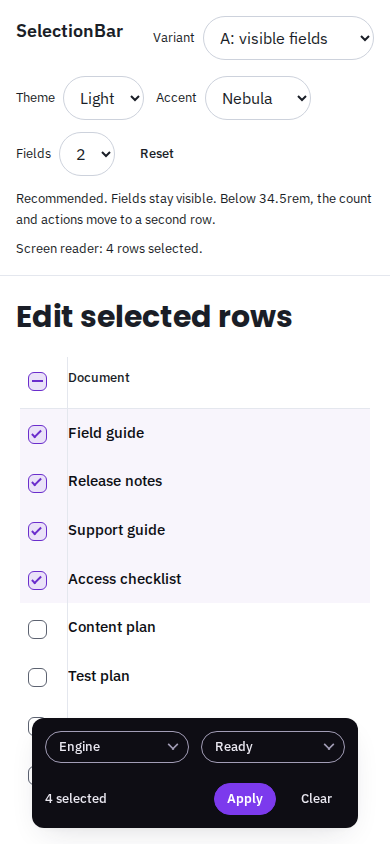 SelectionBar
Variant A: visible fields
Theme Light Accent Nebula
Fields 2 Reset
Recommended. Fields stay visible. Below 34.5rem, the count
and actions move to a second row.
Screen reader: 4 rows selected.
Edit selected rows
Document
Field guide
Release notes
Support guide
Access checklist
Content plan
Test plan
Engine Ready
4 selected Apply Clear